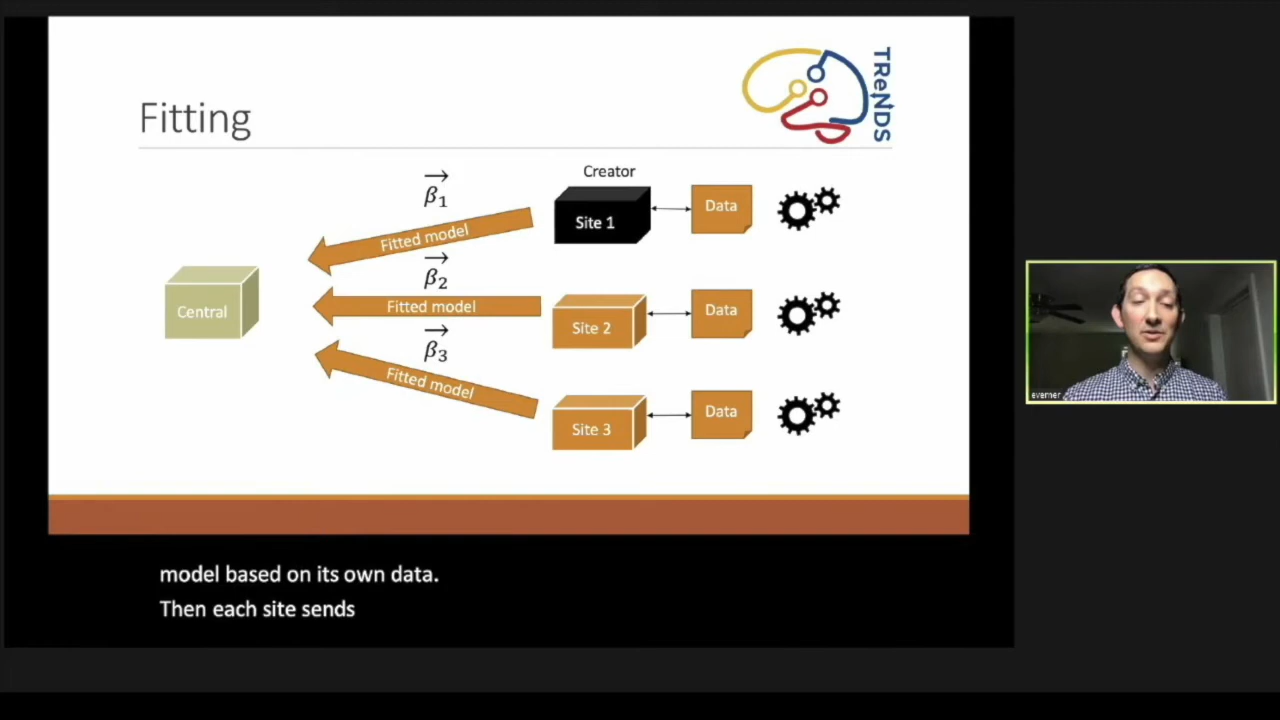 Fitting
TReNDS
Creator
β₁
Site 1
Data
Fitted model
β₂
Central
Fitted model
Site 2
Data
β₃
Fitted model
Site 3
Data
everner
model based on its own data.
Then each site sends